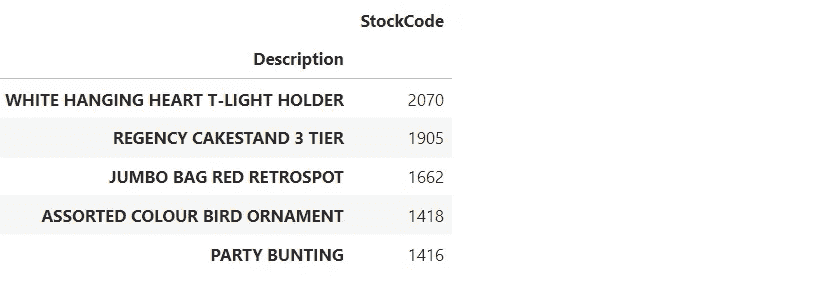 StockCode
Description
WHITE HANGING HEART T-LIGHT HOLDER 2070
REGENCY CAKESTAND 3 TIER 1905
JUMBO BAG RED RETROSPOT 1662
ASSORTED COLOUR BIRD ORNAMENT 1418
PARTY BUNTING 1416